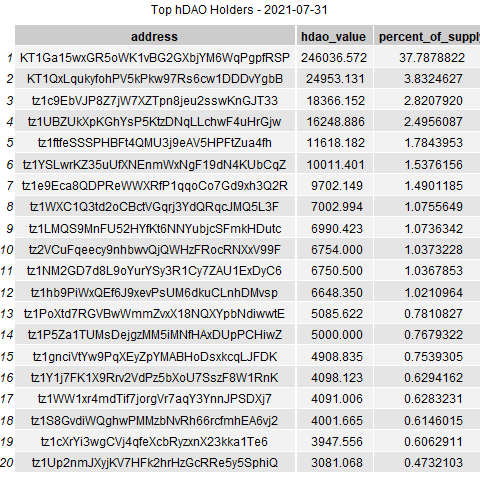 Top hDAO Holders - 2021-07-31
address hdao_value percent_of_supply
1 KT1Ga15wxGR5oWK1vBG2GXbjYM6WqPgpfRSP 246036.572 37.7878822
2 KT1QxLqukyfohPV5kPkw97Rs6cw1DDDvYgbB 24953.131 3.8324627
3 tz1c9EbVJP8Z7jW7XZTpn8jeu2sswKnGJT33 18366.152 2.8207920
4 tz1UBZUkXpKGhYsP5KtzDNqLLchwF4uHrGjw 16248.886 2.4956087
5 tz1ftfeSSSPHBFt4QMU3j9eAV5HPFtZua4fh 11618.182 1.7843953
6 tz1YSLwrKZ35uUfXNEnmWxNgF19dN4KUbCqZ 10011.401 1.5376156
7 tz1e9Eca8QDPReWWXRfP1qqoCo7Gd9xh3Q2R 9702.149 1.4901185
8 tz1WXC1Q3td2oCBctVGqrj3YdQRqcJMQ5L3F 7002.994 1.0755649
9 tz1LMQS9MnFU52HYfKt6WNNYubjcSFmkHDutc 6990.423 1.0736342
10 tz2VCuFqeecy9nhbwvQjQWHzFRocRNXxV99F 6754.000 1.0373228
11 tz1NM2GD7d8L9oYurYSy3R1Cy7ZAU1ExDyC6 6750.500 1.0367853
12 tz1hb9PiWxQEf6J9xevPsUM6dkuCLnhDMvsp 6648.350 1.0210964
13 tz1PoXtd7RGVBwWmmZvxX18NQXYpbNdiwwtE 5085.622 0.7810827
14 tz1P5Za1TUMsDejgzMM5iMNfHAxDUpPCHiwZ 5000.000 0.7679322
15 tz1gnciVtYw9PqXEyZpYMABHoDsxkcqLJFDK 4908.835 0.7539305
16 tz1Y1j7FK1X9Rrv2VdPz5bXoU7SszF8W1RnK 4098.123 0.6294162
17 tz1WW1xr4mdTif7jorgVr7aqY3YnnJPSDXj7 4091.006 0.6283231
18 tz1S8GvdiWQghwPMMzbNvRh66rcfmhEA6vj2 4001.665 0.6146015
19 tz1cXrYi3wgCVj4qfeXcbRyzxnX23kka1Te6 3947.556 0.6062911
20 tz1Up2nmJXyjKV7HFk2hrHzGcRRe5y5SphiQ 3081.068 0.4732103